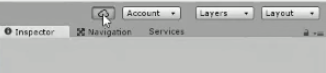 Account Layers Layout
Inspector Navigation Services